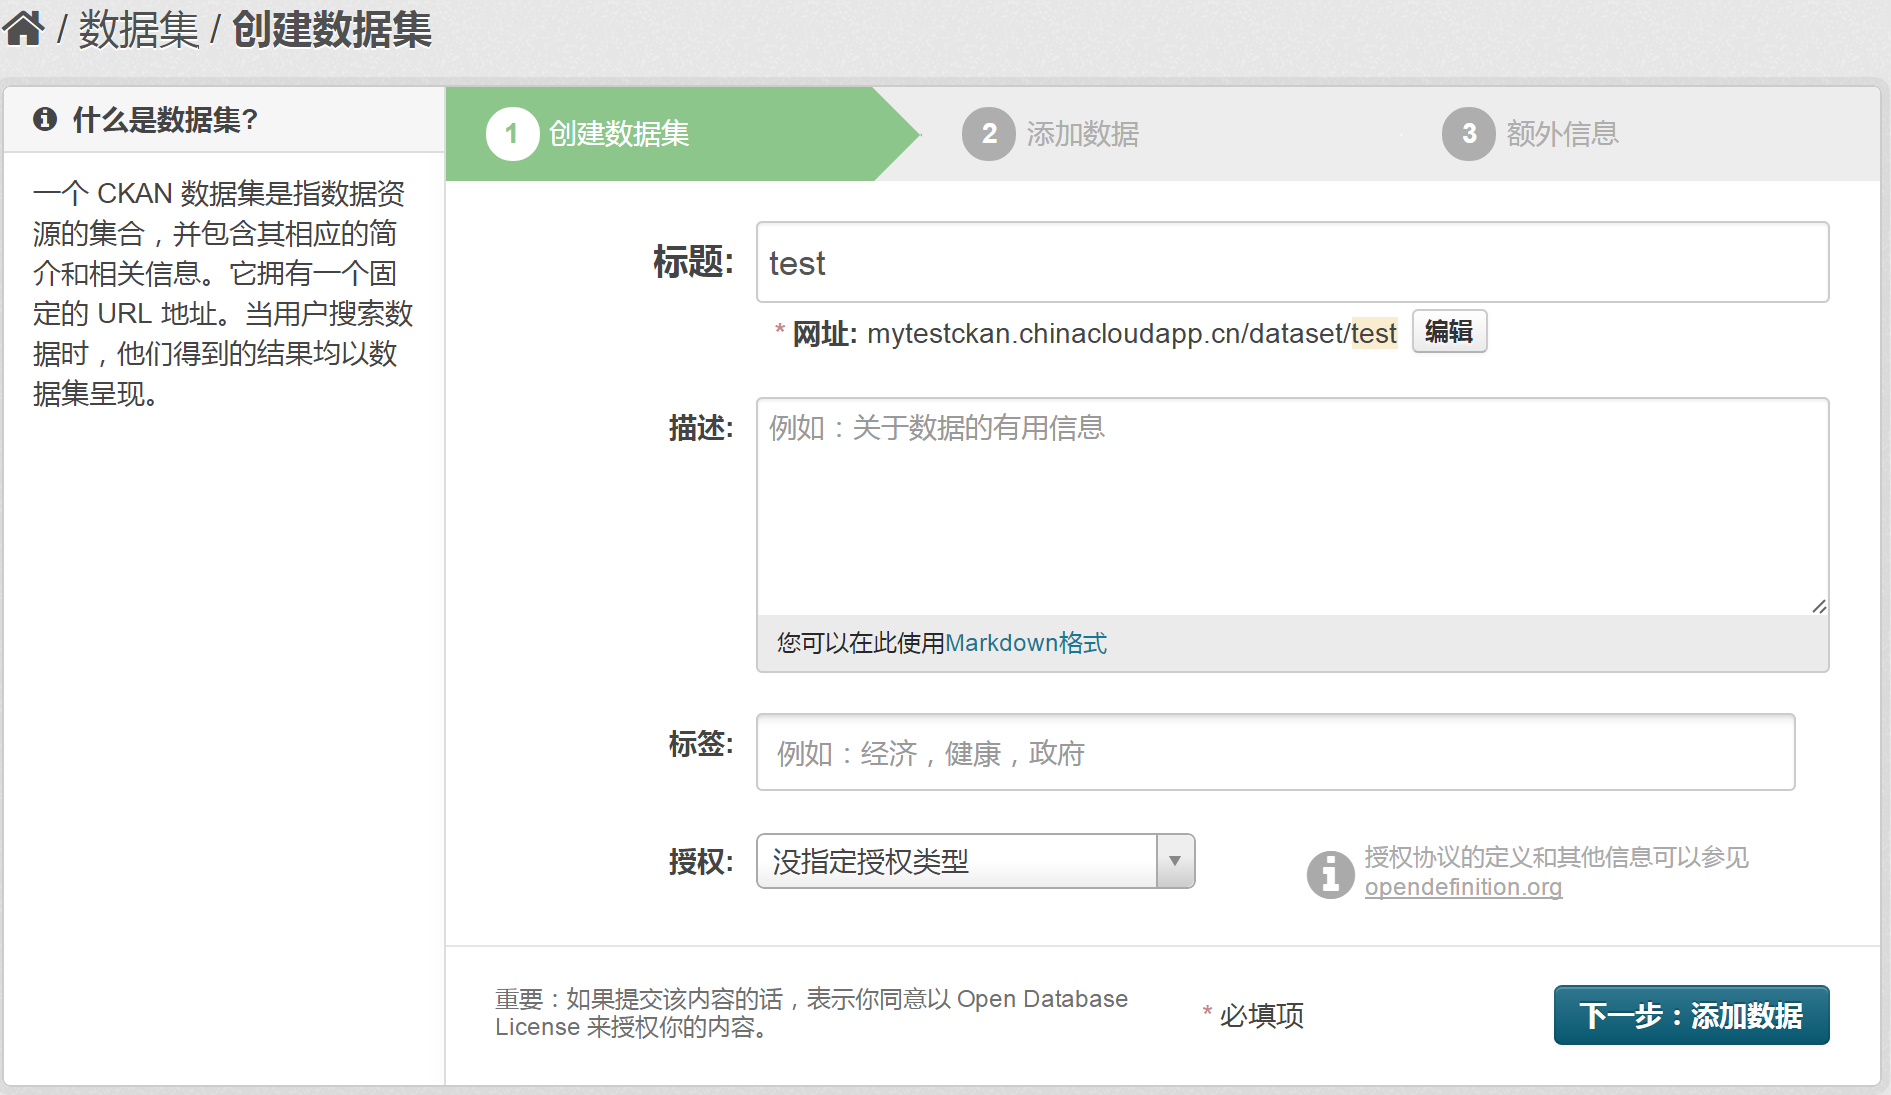 / 数据集 / 创建数据集
什么是数据集?
一个 CKAN 数据集是指数据资
源的集合，并包含其相应的简
介和相关信息。它拥有一个固
定的 URL 地址。当用户搜索数
据时，他们得到的结果均以数
据集呈现。
1 创建数据集
2 添加数据
3 额外信息
标题: test
* 网址: mytestckan.chinacloudapp.cn/dataset/test 编辑
描述: 例如：关于数据的有用信息
您可以在此使用Markdown格式
标签: 例如：经济，健康，政府
授权: 没指定授权类型
授权协议的定义和其他信息可以参见
opendefinition.org
重要：如果提交该内容的话，表示你同意以 Open Database
License 来授权你的内容。
* 必填项
下一步：添加数据